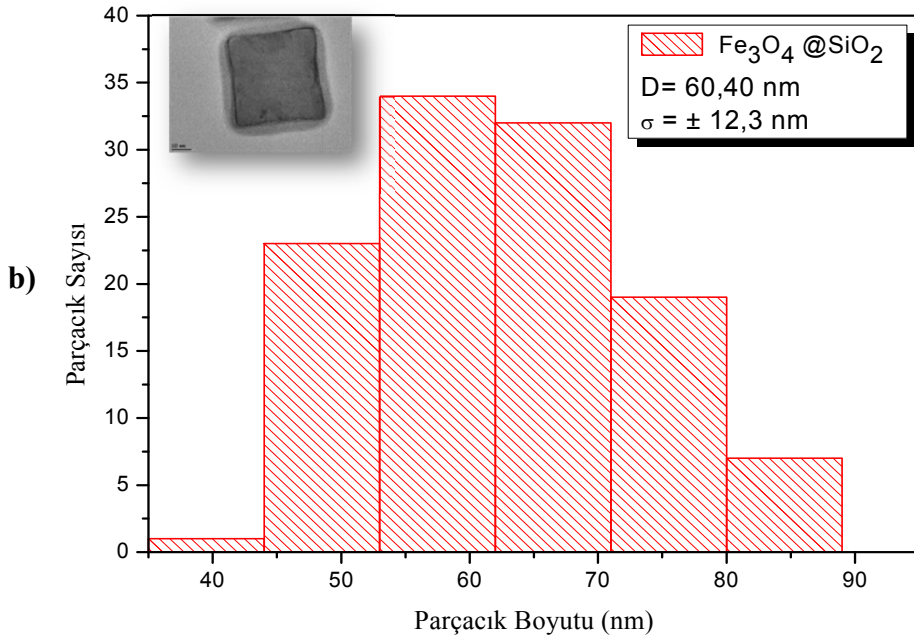 b)
Parçacık Sayısı
40
35
30
25
20
15
10
5
0
40 50 60 70 80 90
Parçacık Boyutu (nm)
Fe₃O₄ @SiO₂
D= 60,40 nm
σ = ± 12,3 nm